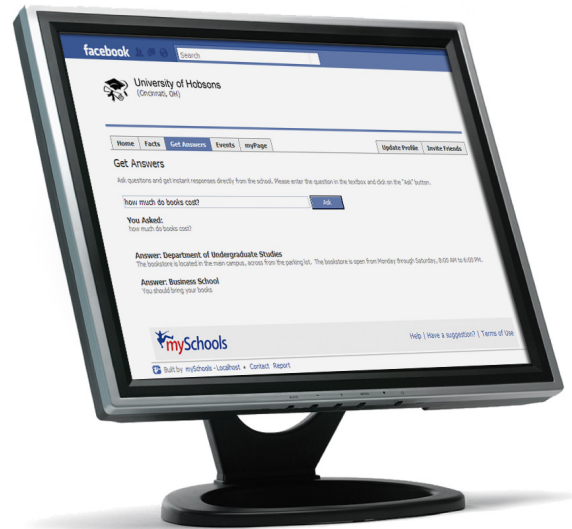 facebook Search
University of Hobsons
(Cincinnati, OH)
Home Facts Get Answers Events myPage Update Profile Invite Friends
Get Answers
Ask questions and get instant responses directly from the school. Please enter the question in the textbox and click on the "Ask" button.
how much do books cost? Ask
You Asked:
how much do books cost?
Answer: Department of Undergraduate Studies
The bookstore is located in the main campus, across from the parking lot. The bookstore is open from Monday through Saturday, 8:00 AM to 6:00 PM.
Answer: Business School
You should bring your books
mySchools
Help | Have a suggestion? | Terms of Use
Built by mySchools - Localhost + Contact Report